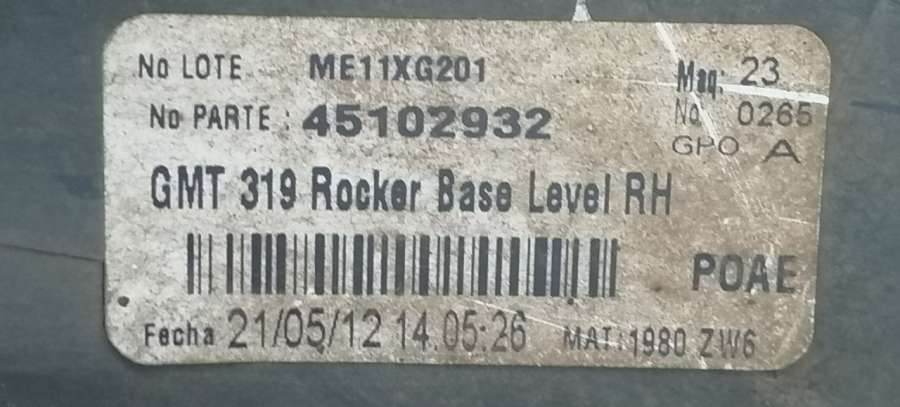 No LOTE ME11XG201 Maq: 23
No PARTE: 45102932 No 0265
GPO A
GMT 319 Rocker Base Level RH
POAE
Fecha 21/05/12 14.05:26 MAT:1980 ZW6